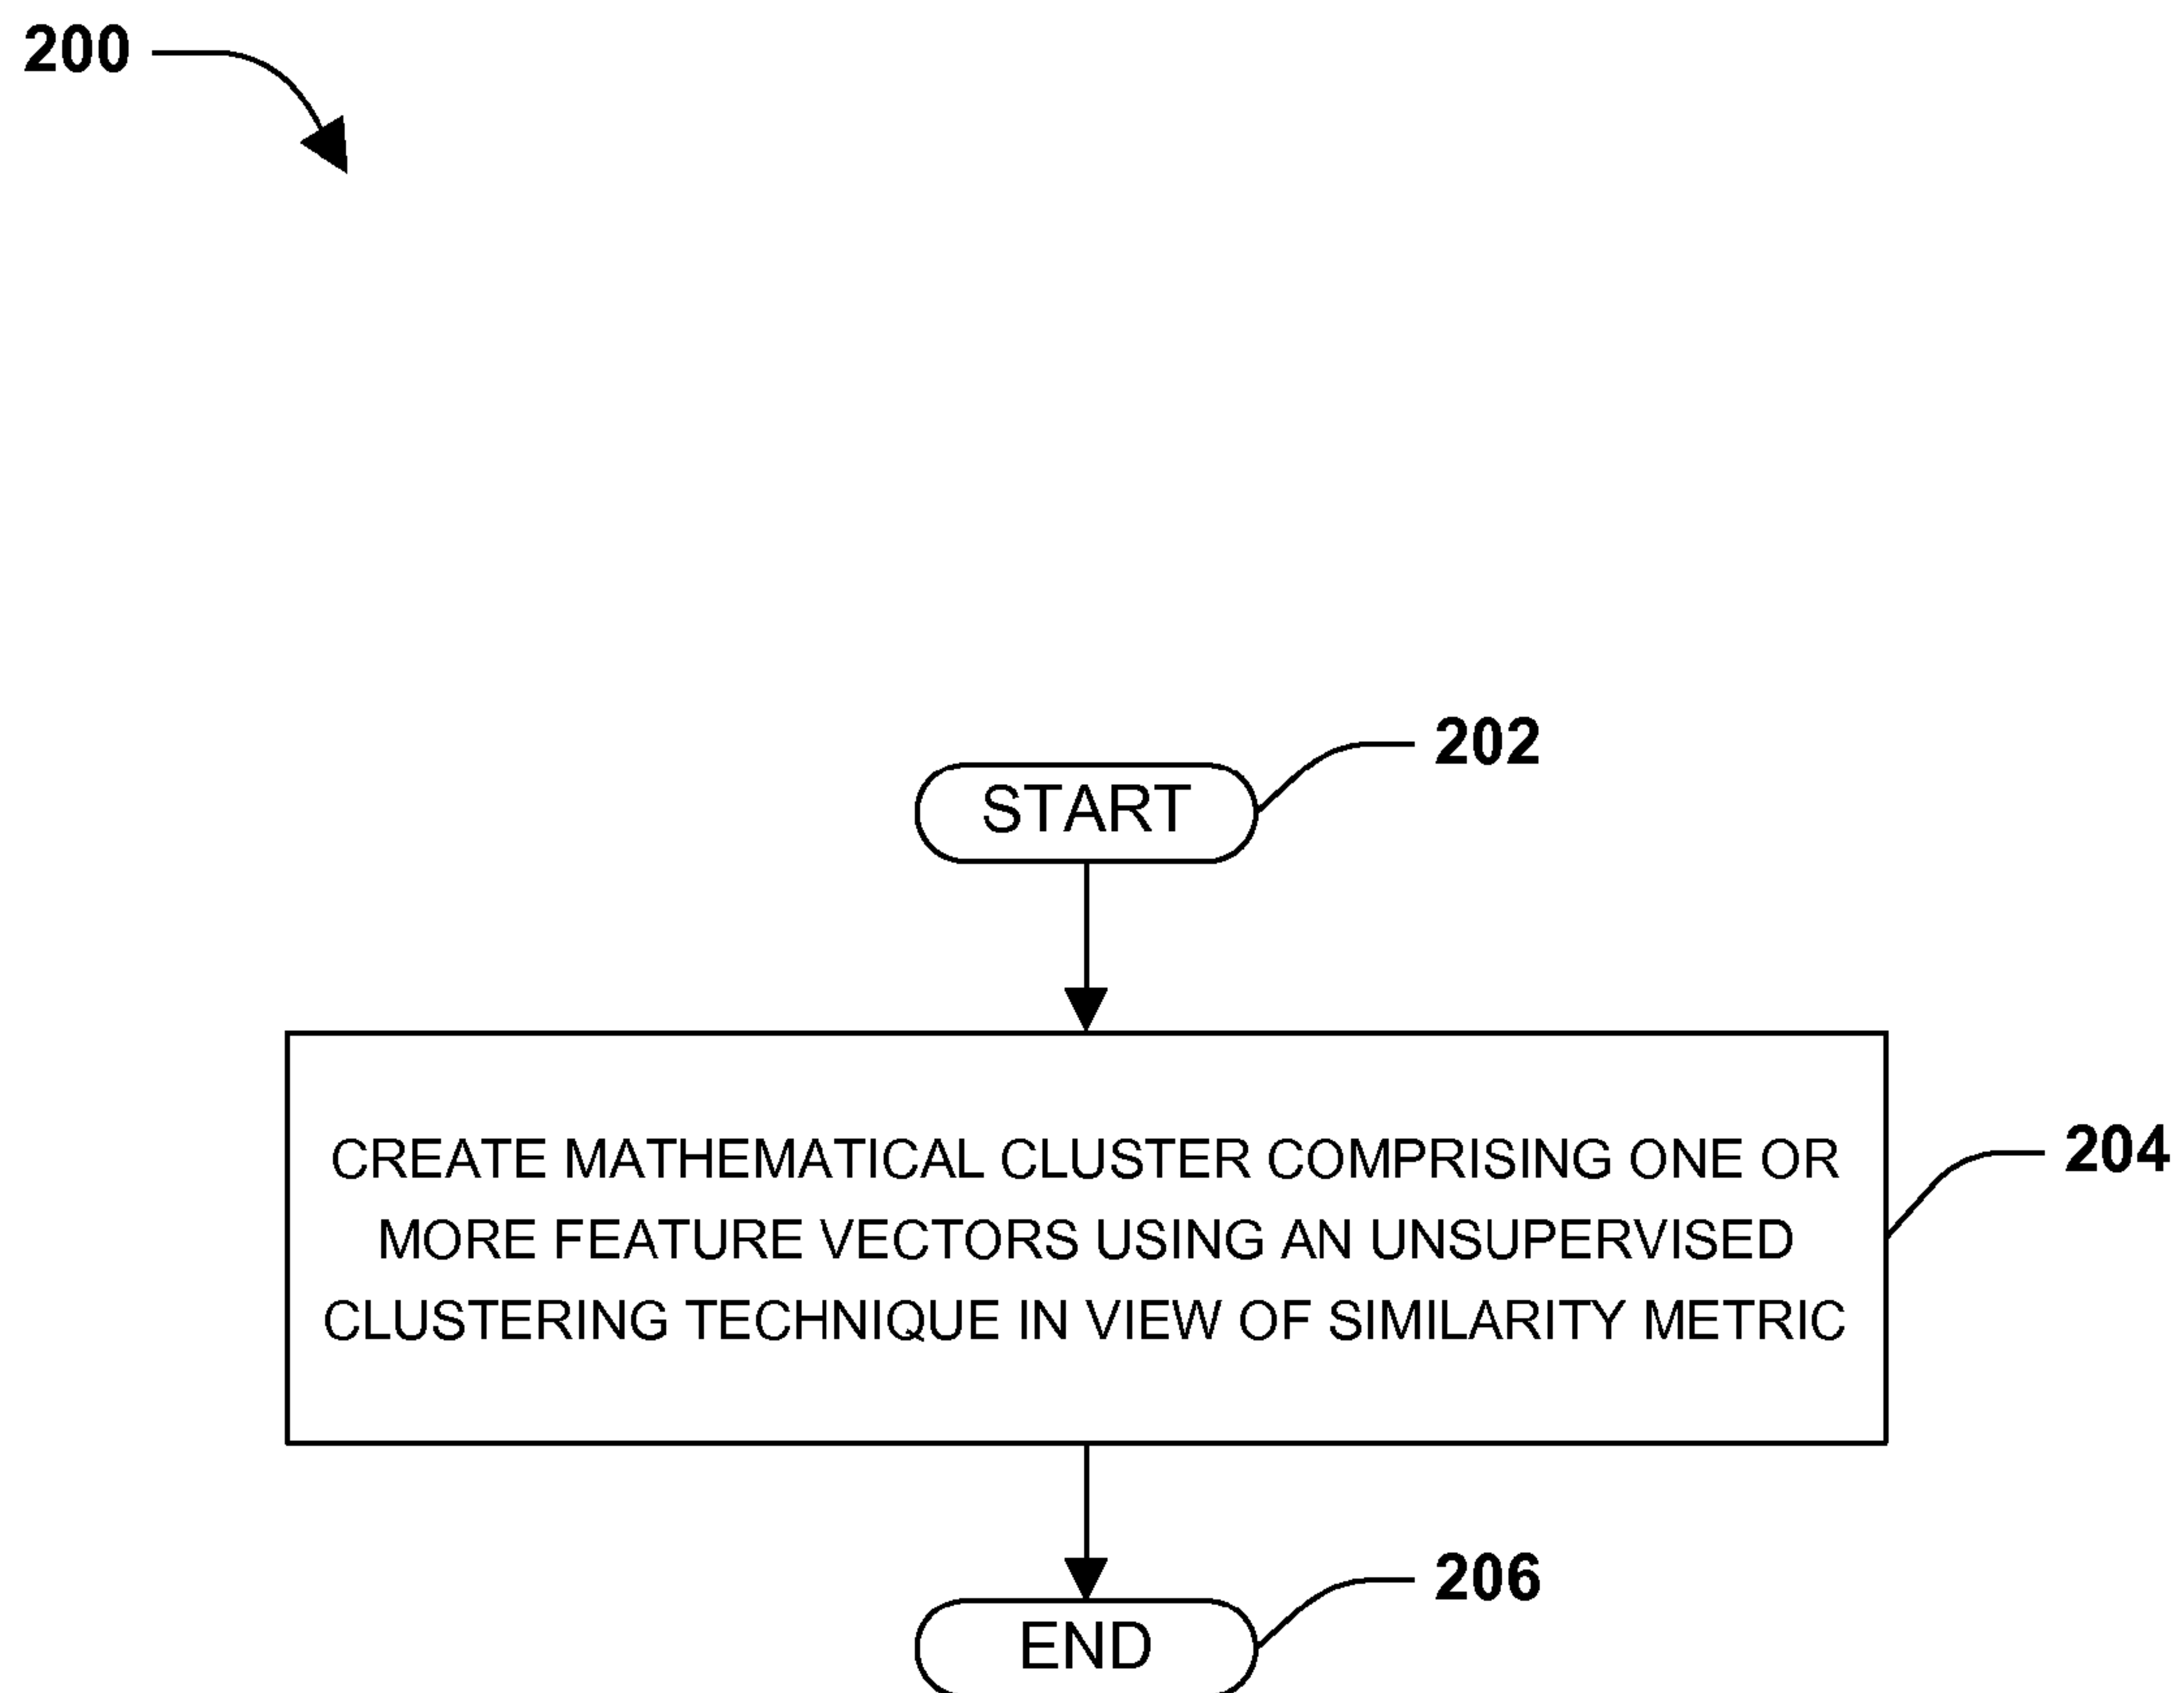 200
202
START
CREATE MATHEMATICAL CLUSTER COMPRISING ONE OR
MORE FEATURE VECTORS USING AN UNSUPERVISED
CLUSTERING TECHNIQUE IN VIEW OF SIMILARITY METRIC
204
206
END